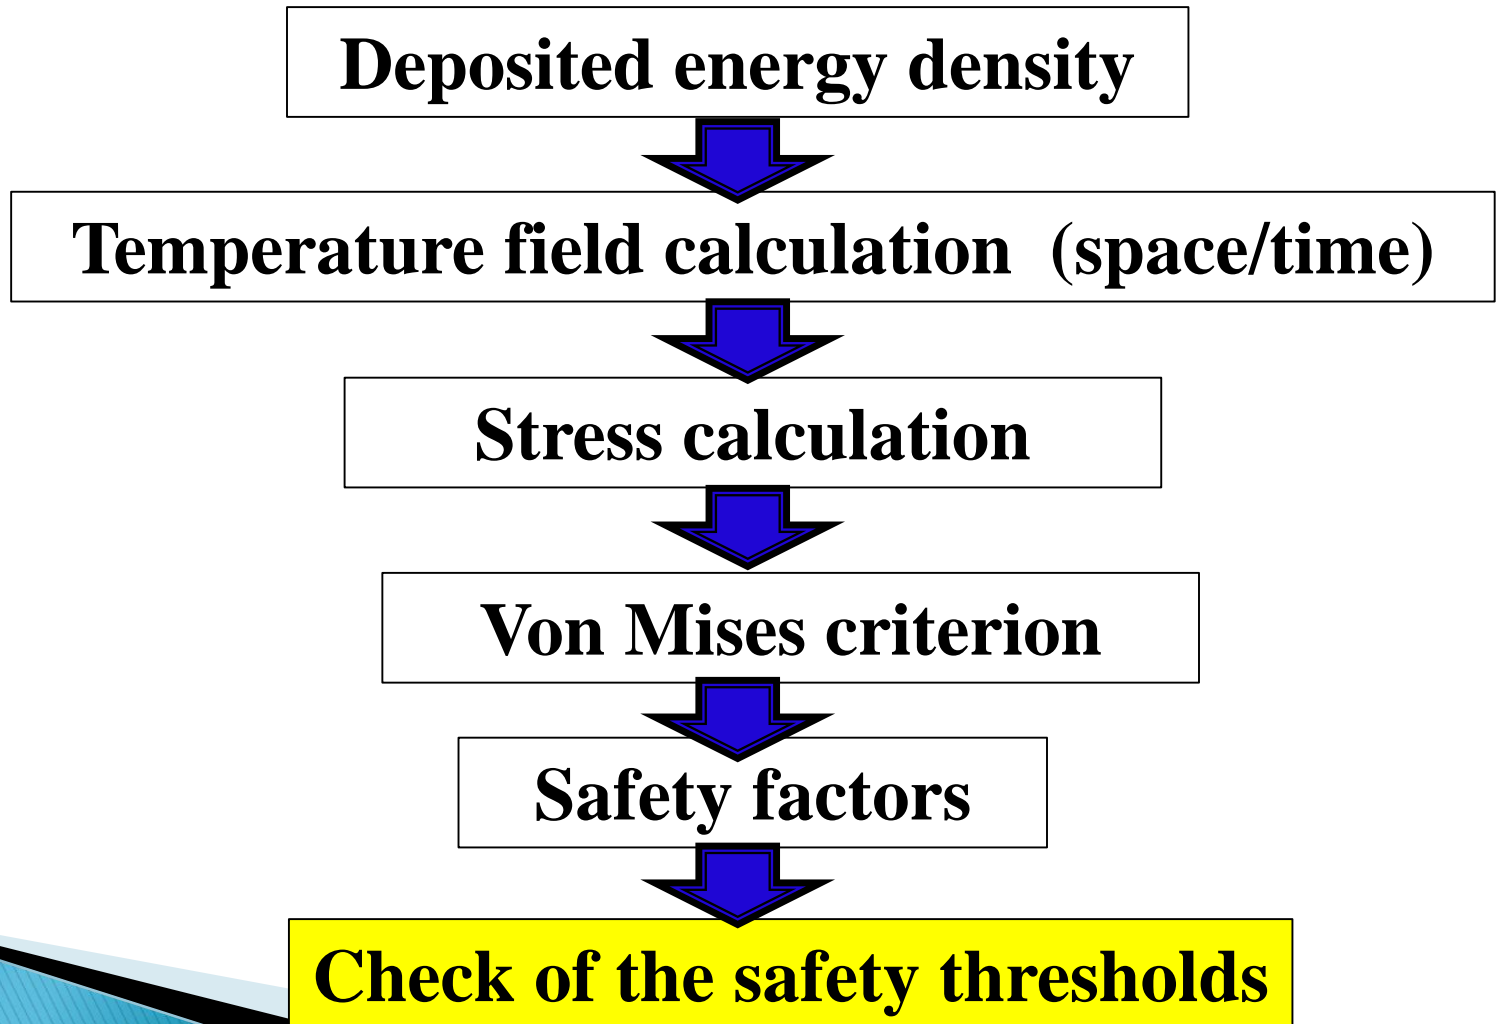 Deposited energy density
Temperature field calculation (space/time)
Stress calculation
Von Mises criterion
Safety factors
Check of the safety thresholds